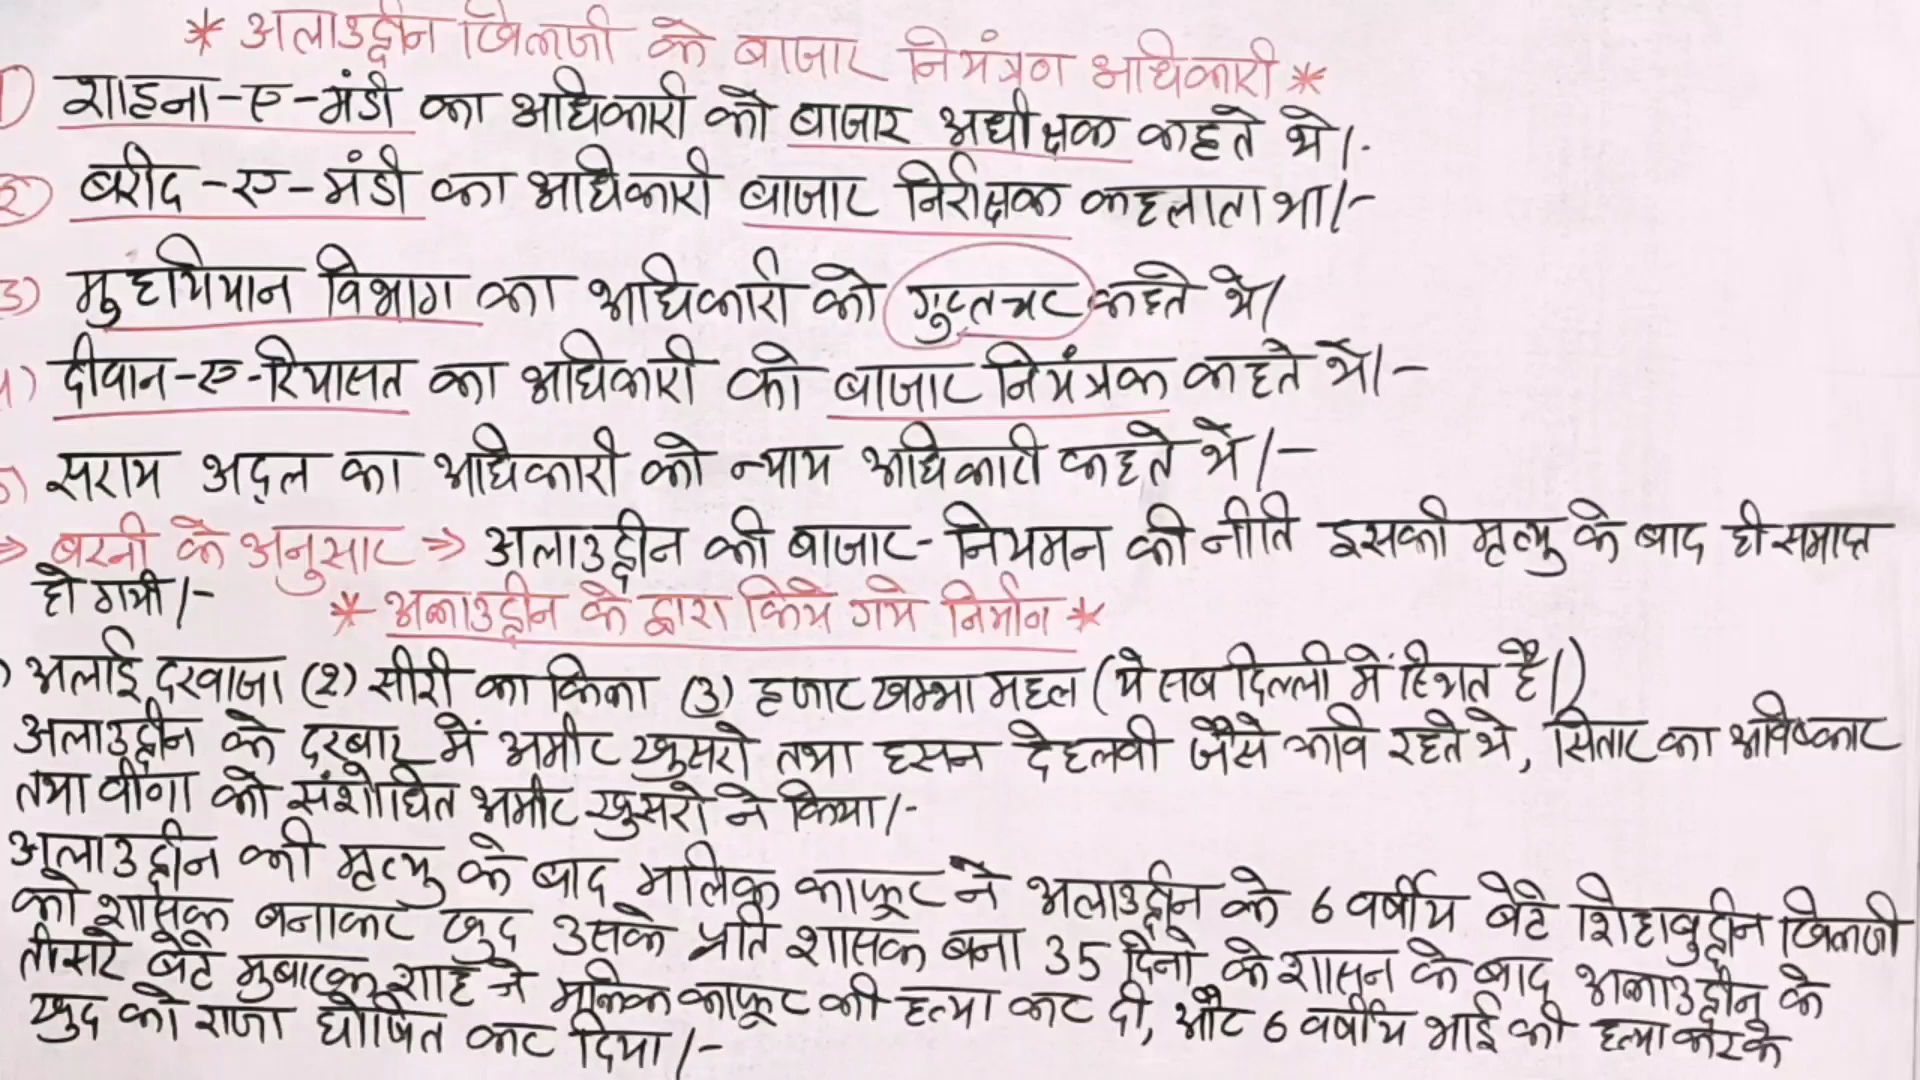 * अलाउद्दीन खिलजी के बाजार नियंत्रण अधिकारी *
1) शाहना-ए-मंडी का अधिकारी को बाजार अधीक्षक कहते थे।
2) बरीद-ए-मंडी का अधिकारी बाजार निरीक्षक कहलाता था।-
3) मुहयियान विभाग का अधिकारी को गुप्तचर कहते थे।
4) दीवान-ए-रियासत का अधिकारी को बाजार नियंत्रक कहते थे।-
5) सराय अद्ल का अधिकारी को न्याय अधिकारी कहते थे।-
=> बरनी के अनुसार => अलाउद्दीन की बाजार-नियमन की नीति इसकी मृत्यु के बाद ही समाप्त
हो गयी।-
* अलाउद्दीन के द्वारा किये गये निर्माण *
) अलाई दरवाजा (2) सीरी का किला (3) हजार खम्भा महल (ये सब दिल्ली में स्थित है।)
अलाउद्दीन के दरबार में अमीर खुसरो तथा हसन देहलवी जैसे कवि रहते थे, सितार का आविष्कार
तथा वीणा को संशोधित अमीर खुसरो ने किया।-
अलाउद्दीन की मृत्यु के बाद मलिक काफूर ने अलाउद्दीन के 6 वर्षीय बेटे शिहाबुद्दीन खिलजी
को शासक बनाकर खुद उसके प्रति शासक बना 35 दिनों के शासन के बाद अलाउद्दीन के
तीसरे बेटे मुबारक शाह ने मलिक काफूर की हत्या कर दी, और 6 वर्षीय भाई की हत्या करके
खुद को राजा घोषित कर दिया।-